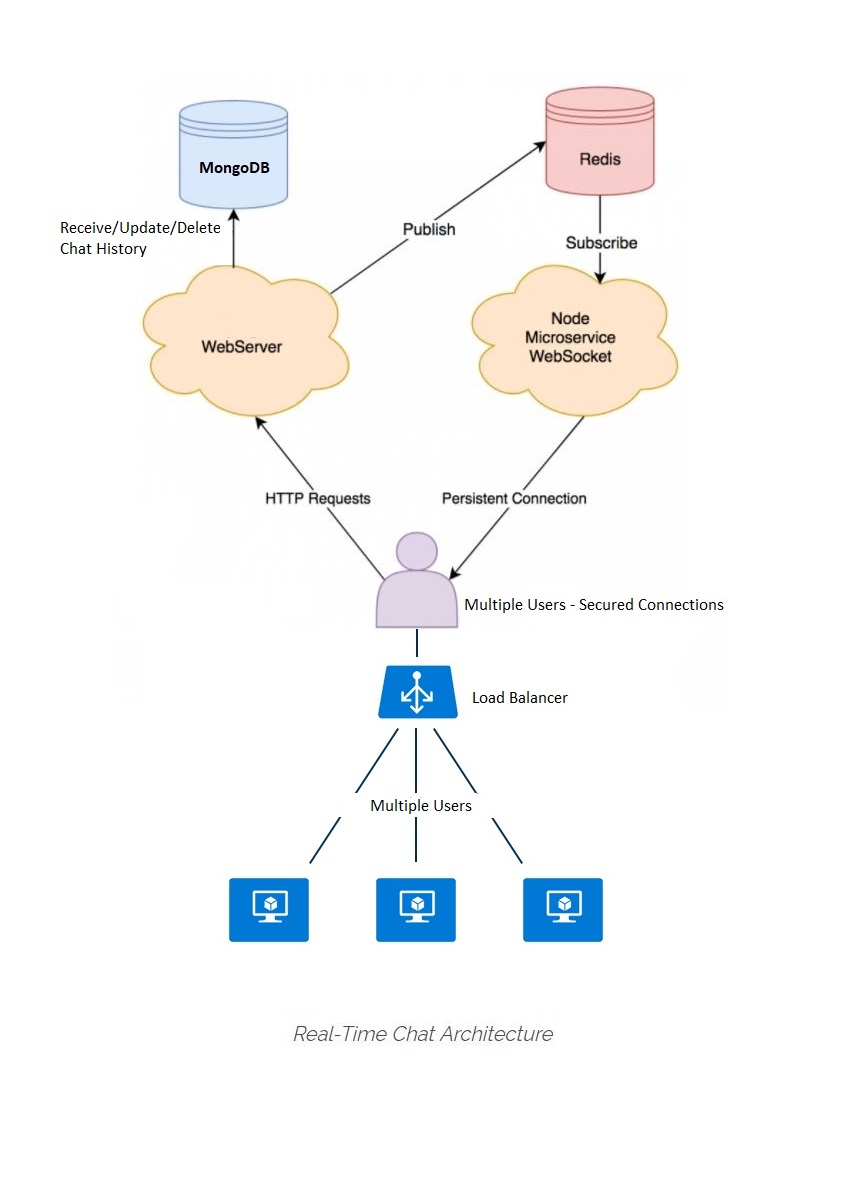 MongoDB
Redis
Receive/Update/Delete
Chat History
Publish
Subscribe
WebServer
Node
Microservice
WebSocket
HTTP Requests
Persistent Connection
Multiple Users - Secured Connections
Load Balancer
Multiple Users
Real-Time Chat Architecture